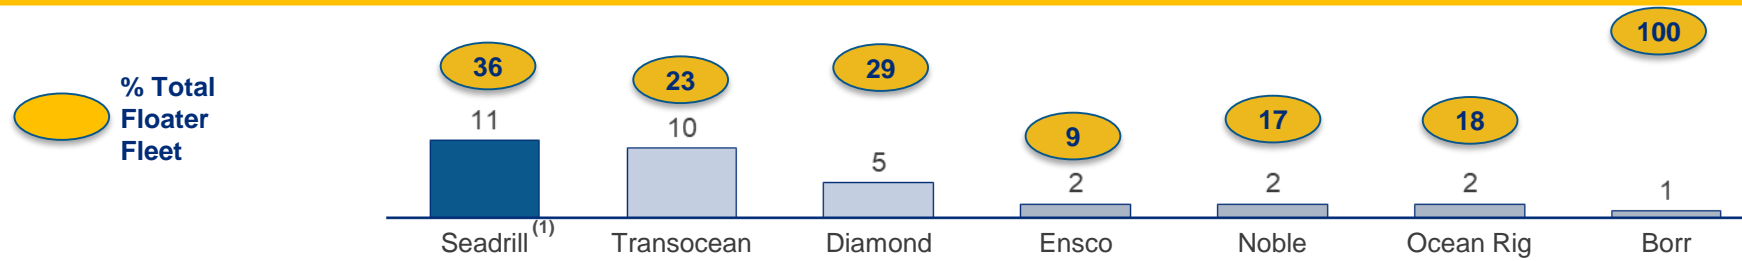 % Total
Floater
Fleet
36
23
29
9
17
18
100
11
10
5
2
2
2
1
Seadrill (1)
Transocean
Diamond
Ensco
Noble
Ocean Rig
Borr